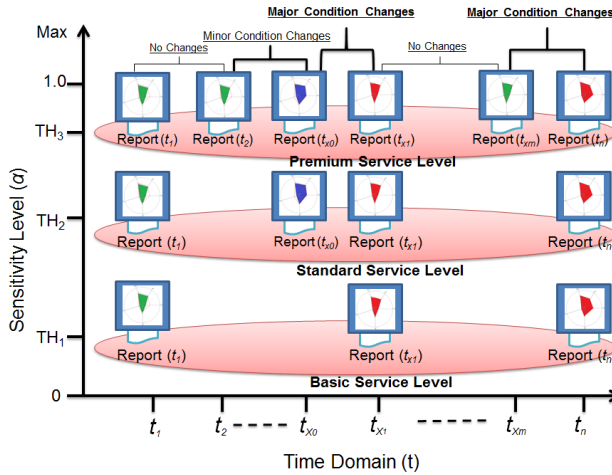 Major Condition Changes
Major Condition Changes
Max
Minor Condition Changes
No Changes
No Changes
1.0
TH3
Report (t1)
Report (t2)
Report (tx0)
Report (tx1)
Report (txm)
Report (tn)
Premium Service Level
TH2
Report (t1)
Report (tx0)
Report (tx1)
Report (tn
Standard Service Level
TH1
Report (t1)
Report (tx1)
Report (tn
Basic Service Level
0
t1
t2
tX0
tX1
tXm
tn
Sensitivity Level (α)
Time Domain (t)